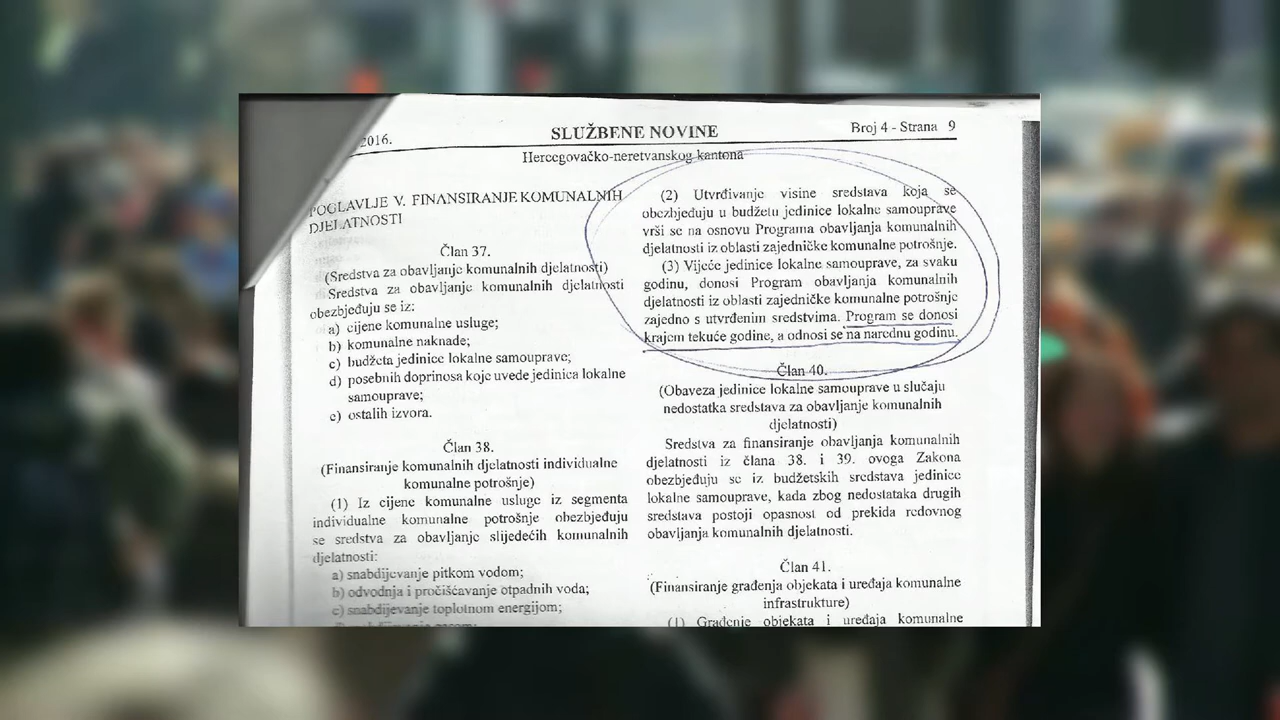 2016.
SLUŽBENE NOVINE
Broj 4 - Strana 9
Hercegovačko-neretvanskog kantona
POGLAVLJE V. FINANSIRANJE KOMUNALNIH
DJELATNOSTI
Član 37.
(Sredstva za obavljanje komunalnih djelatnosti)
Sredstva za obavljanje komunalnih djelatnosti
obezbjeđuju se iz:
a) cijene komunalne usluge;
b) komunalne naknade;
c) budžeta jedinice lokalne samouprave;
d) posebnih doprinosa koje uvede jedinica lokalne
samouprave;
e) ostalih izvora.
Član 38.
(Finansiranje komunalnih djelatnosti individualne
komunalne potrošnje)
(1) Iz cijene komunalne usluge iz segmenta
individualne komunalne potrošnje obezbjeđuju
se sredstva za obavljanje slijedećih komunalnih
djelatnosti:
a) snabdijevanje pitkom vodom;
b) odvodnja i pročišćavanje otpadnih voda;
c) snabdijevanje toplotnom energijom;
(2) Utvrđivanje visine sredstava koja se
obezbjeđuju u budžetu jedinice lokalne samouprave
vrši se na osnovu Programa obavljanja komunalnih
djelatnosti iz oblasti zajedničke komunalne potrošnje.
(3) Vijeće jedinice lokalne samouprave, za svaku
godinu, donosi Program obavljanja komunalnih
djelatnosti iz oblasti zajedničke komunalne potrošnje
zajedno s utvrđenim sredstvima. Program se donosi
krajem tekuće godine, a odnosi se na narednu godinu.
Član 40.
(Obaveza jedinice lokalne samouprave u slučaju
nedostatka sredstava za obavljanje komunalnih
djelatnosti)
Sredstva za finansiranje obavljanja komunalnih
djelatnosti iz člana 38. i 39. ovoga Zakona
obezbjeđuju se iz budžetskih sredstava jedinice
lokalne samouprave, kada zbog nedostataka drugih
sredstava postoji opasnost od prekida redovnog
obavljanja komunalnih djelatnosti.
Član 41.
(Finansiranje građenja objekata i uređaja komunalne
infrastrukture)
(1) Građenje objekata i uređaja komunalne